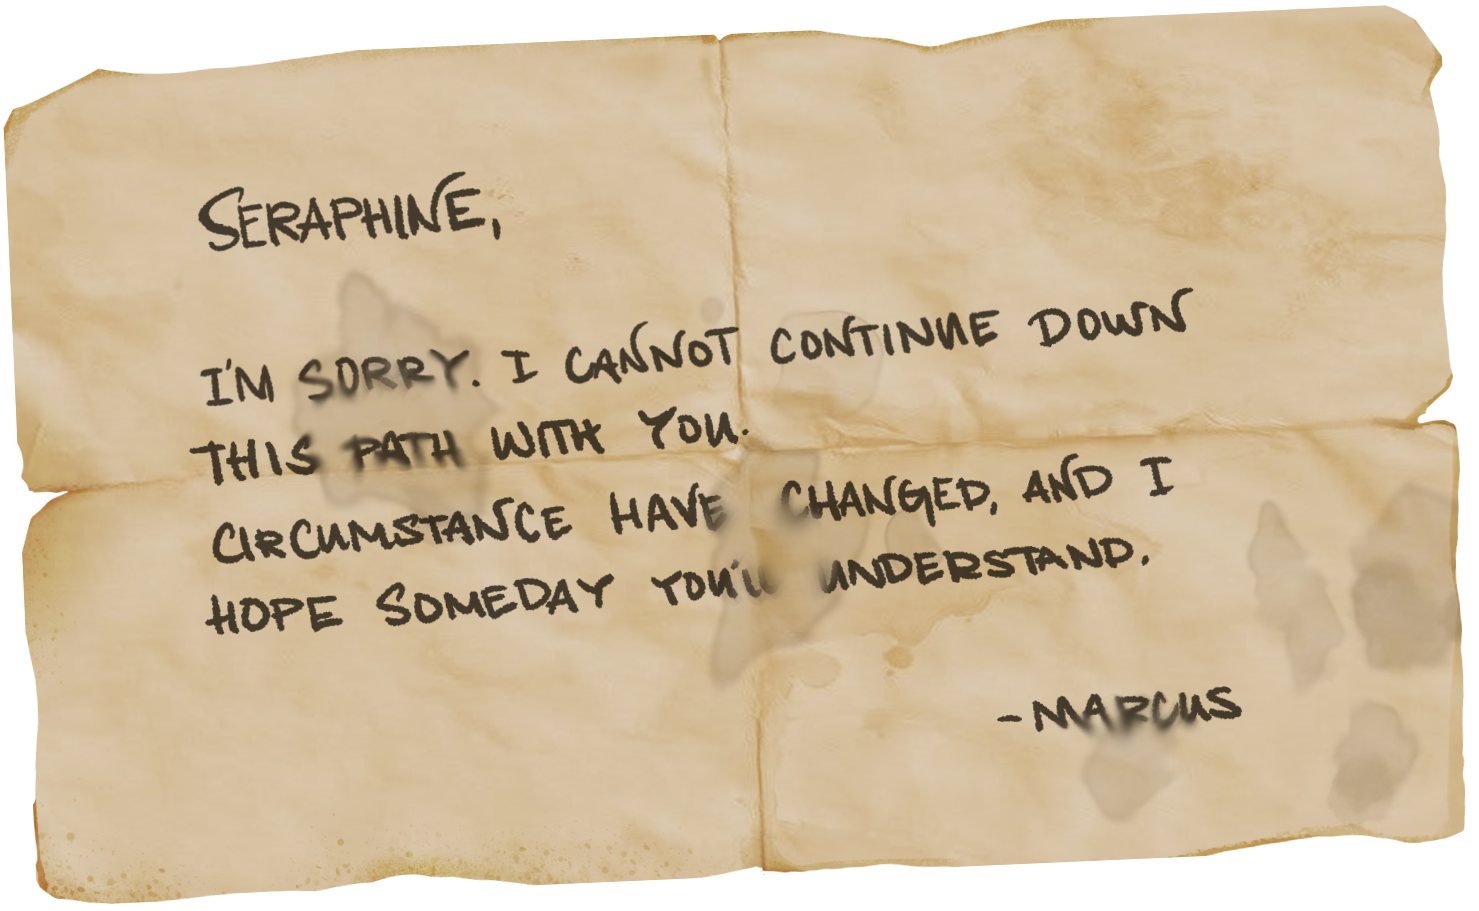 SERAPHINE,
I'M SORRY. I CANNOT CONTINUE DOWN
THIS PATH WITH YOU.
CIRCUMSTANCE HAVE CHANGED, AND I
HOPE SOMEDAY YOU'LL UNDERSTAND.
-MARCUS